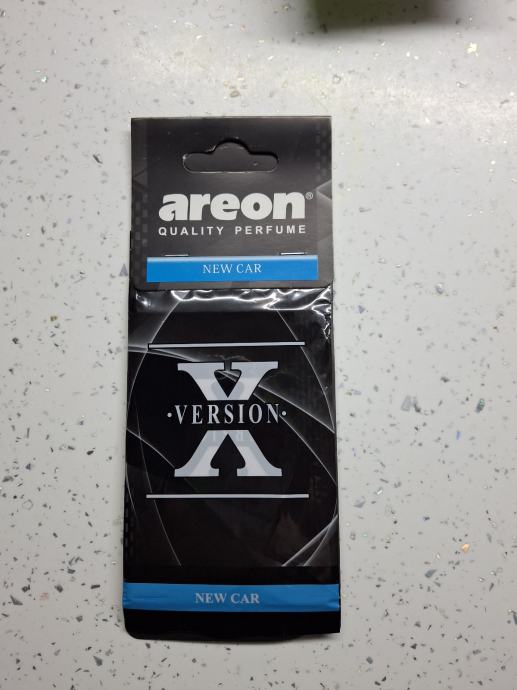 areon®
QUALITY PERFUME
NEW CAR
X
·VERSION·
NEW CAR